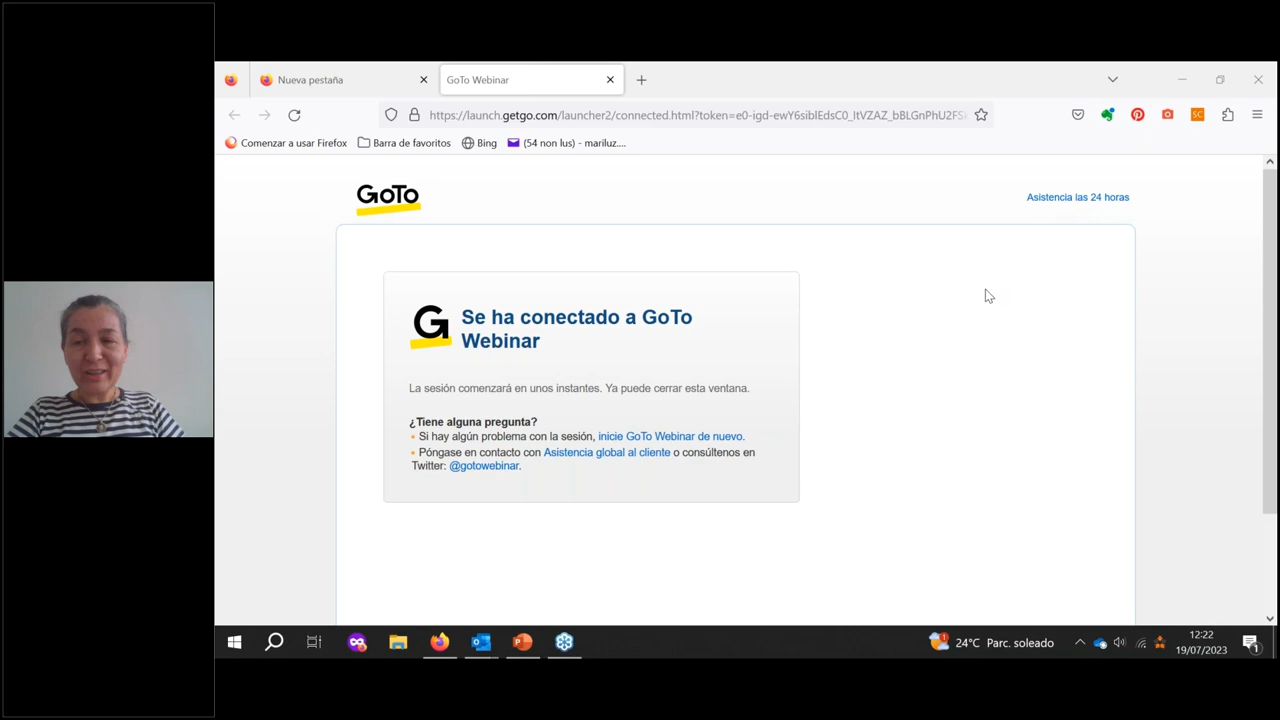 Nueva pestaña
GoTo Webinar
https://launch.getgo.com/launcher2/connected.html?token=e0-igd-
Comenzar a usar Firefox
Barra de favoritos
Bing
(54 non lus) - mariluz....
GoTo
Asistencia las 24 horas
G
Se ha conectado a GoTo
Webinar
La sesión comenzará en unos instantes. Ya puede cerrar esta ventana.
¿Tiene alguna pregunta?
Si hay algún problema con la sesión, inicie GoTo Webinar de nuevo.
Póngase en contacto con Asistencia global al cliente o consúltenos en
Twitter: @gotowebinar.
24°C Parc. soleado
12:22
19/07/2023